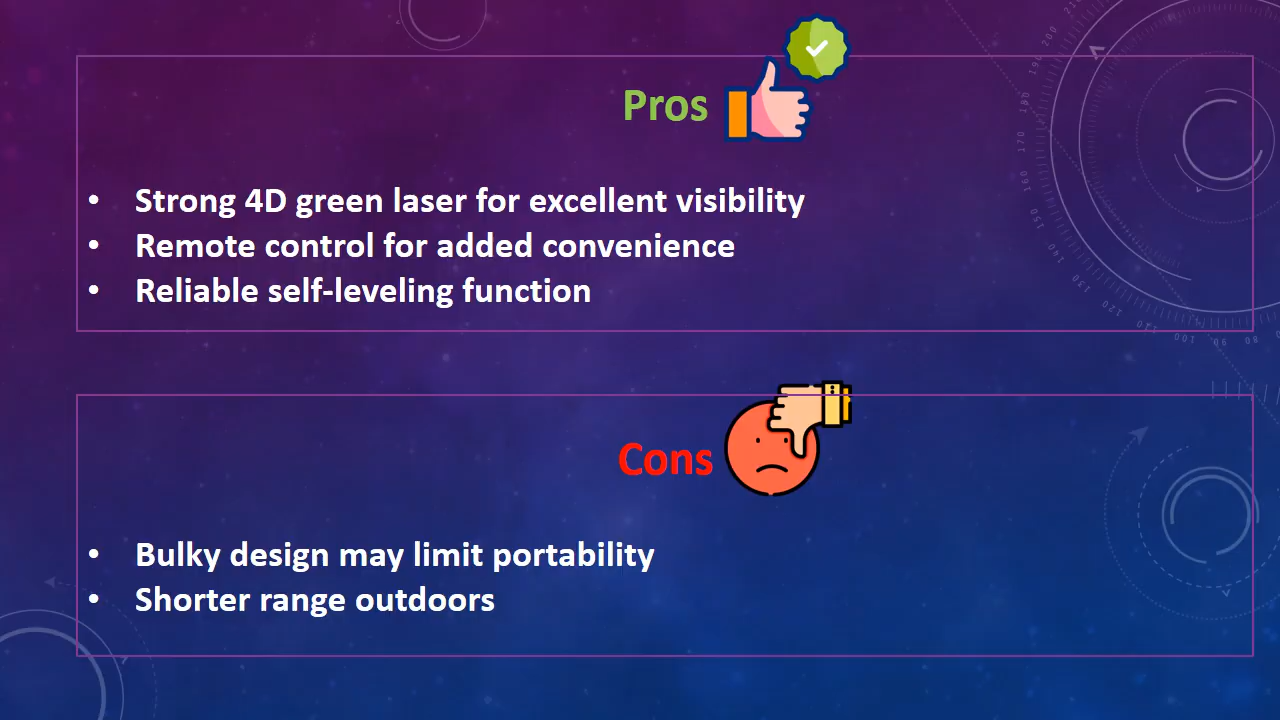 Pros
• Strong 4D green laser for excellent visibility
• Remote control for added convenience
• Reliable self-leveling function
Cons
• Bulky design may limit portability
• Shorter range outdoors